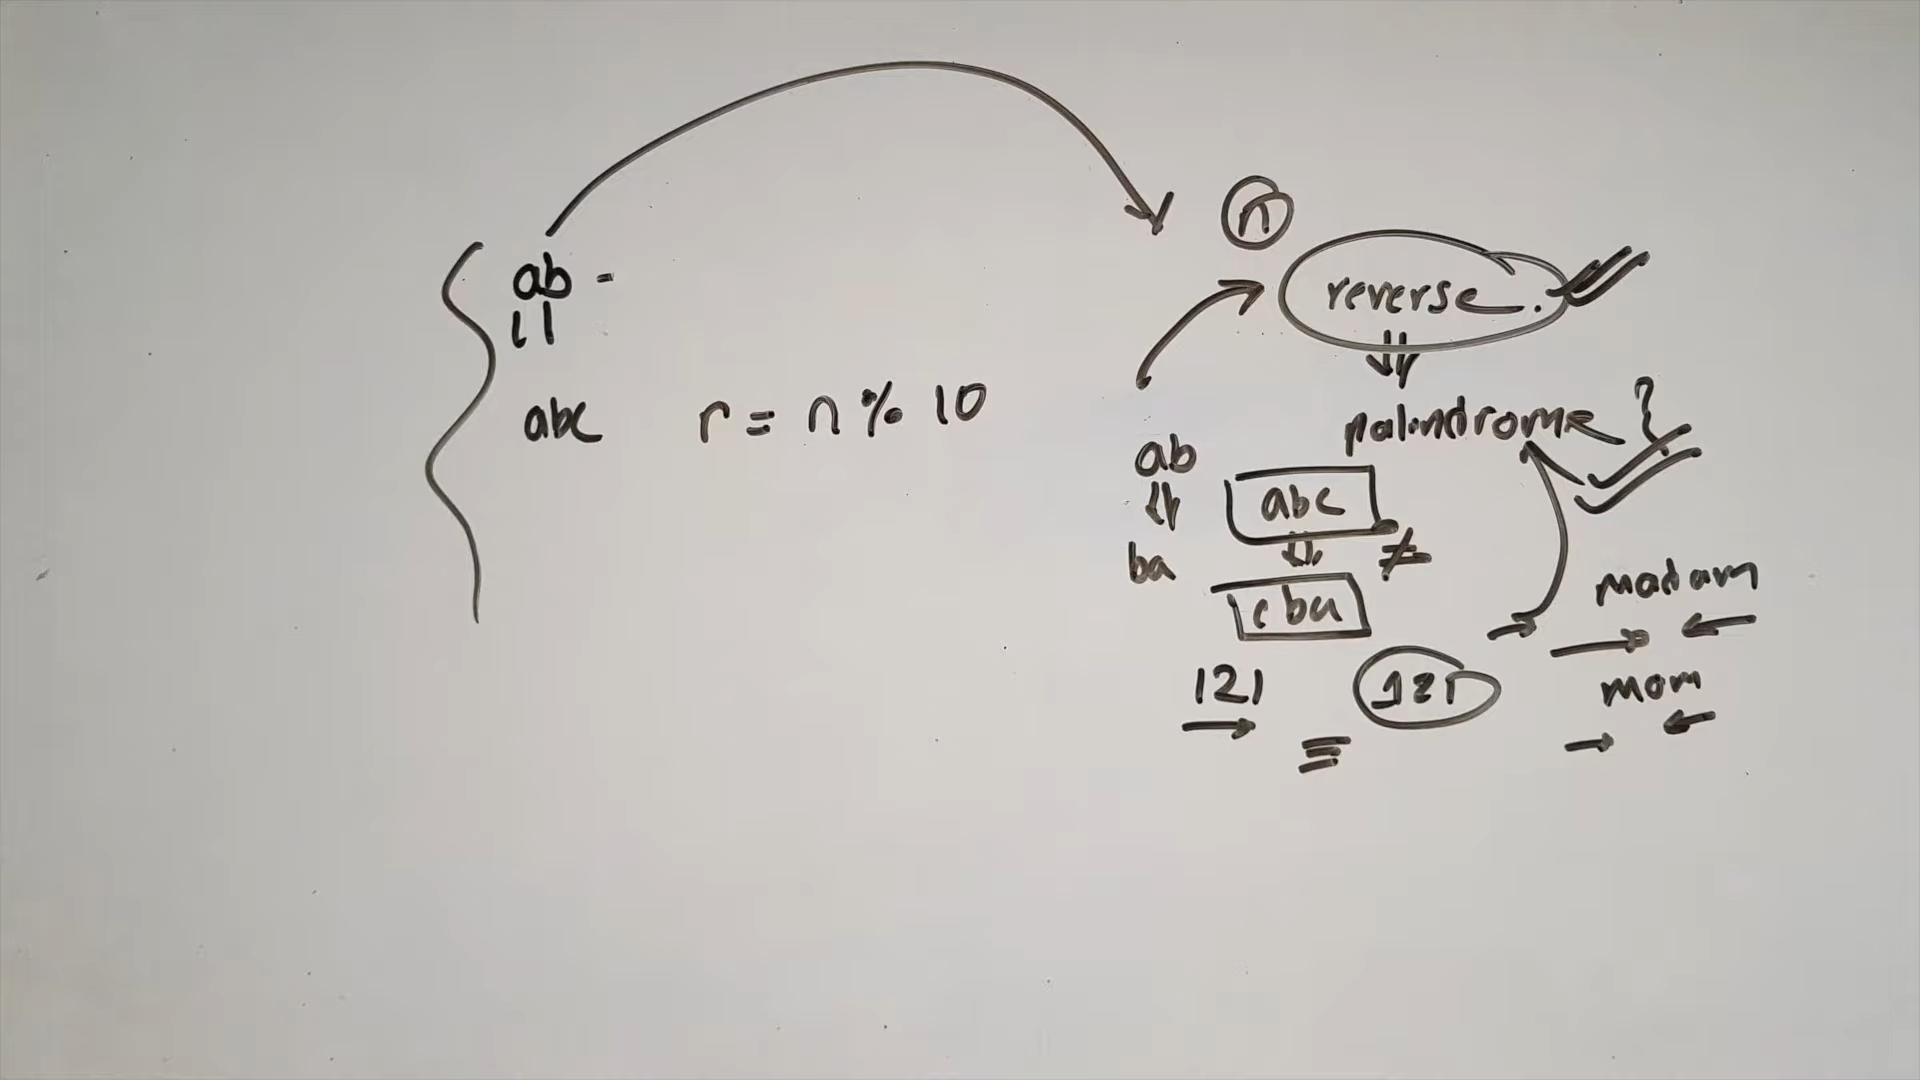 n
reverse.
ab -
abc r = n % 10
palindrome ?
ab
abc
≠
ba
cba
madam
121
121
mom